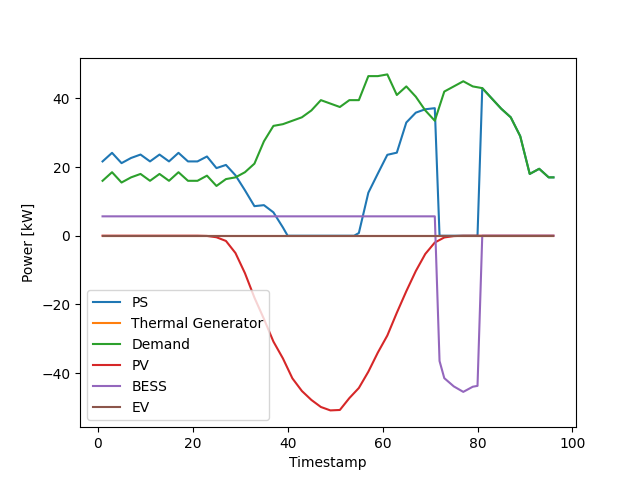 40
20
0
−20
−40
Power [kW]
PS
Thermal Generator
Demand
PV
BESS
EV
0 20 40 60 80 100
Timestamp